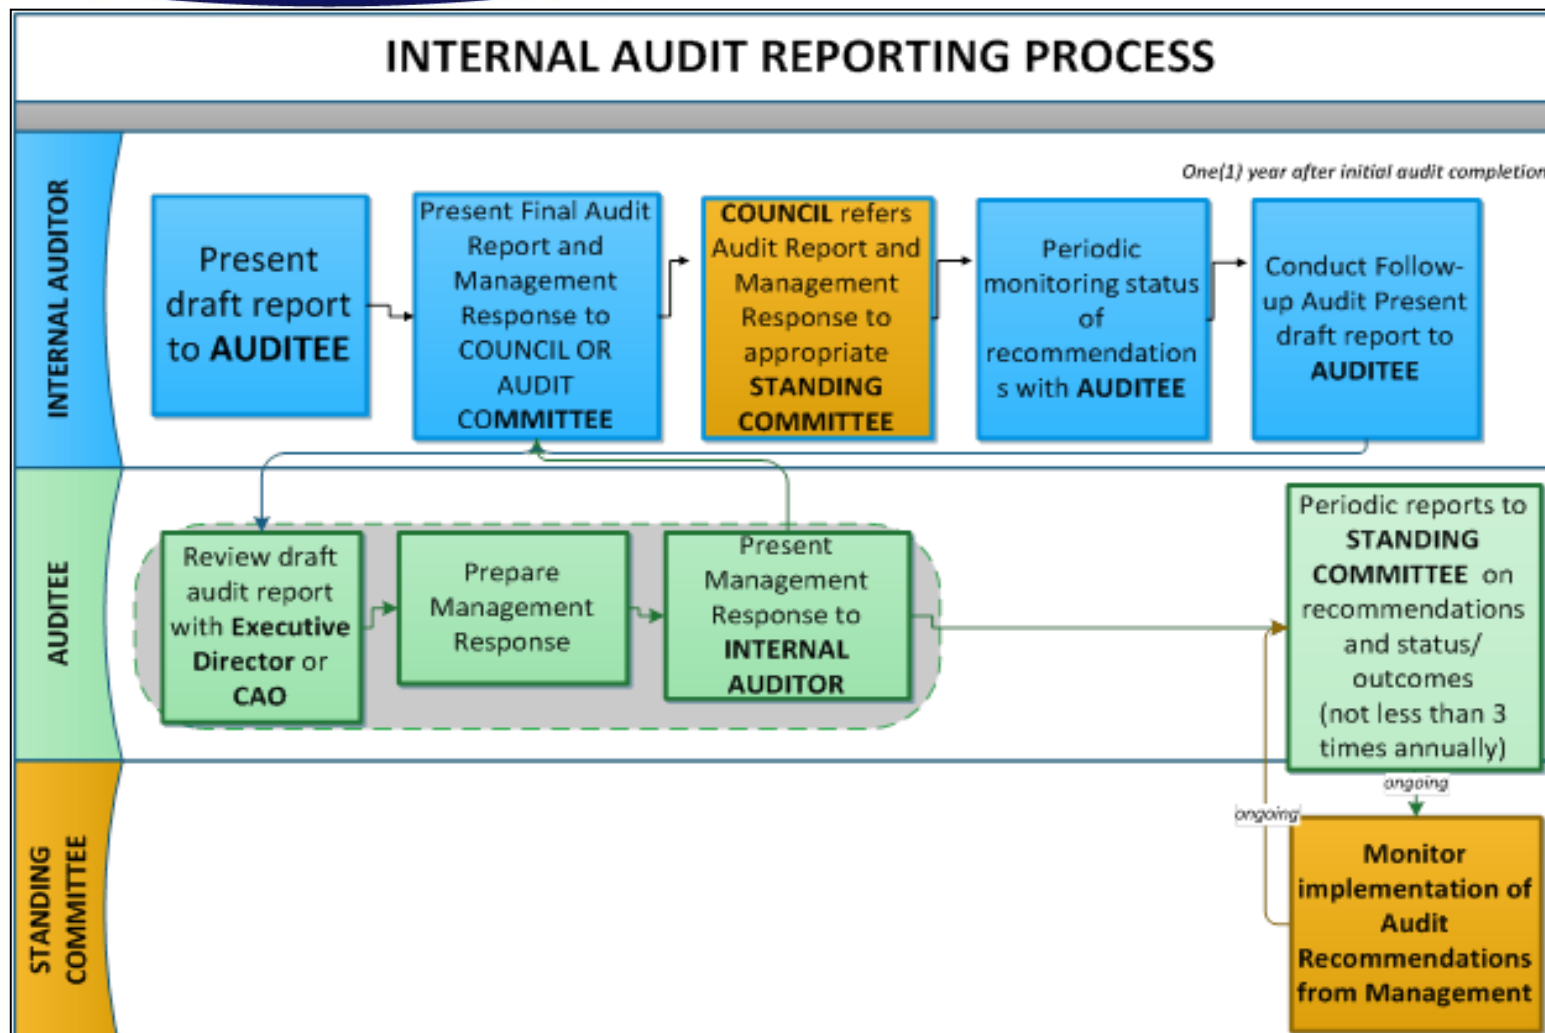 INTERNAL AUDIT REPORTING PROCESS
INTERNAL AUDITOR
One(1) year after initial audit completion
Present
draft report
to AUDITEE
Present Final Audit
Report and
Management
Response to
COUNCIL OR
AUDIT
COMMITTEE
COUNCIL refers
Audit Report and
Management
Response to
appropriate
STANDING
COMMITTEE
Periodic
monitoring status
of
recommendation
s with AUDITEE
Conduct Follow-
up Audit Present
draft report to
AUDITEE
AUDITEE
Review draft
audit report
with Executive
Director or
CAO
Prepare
Management
Response
Present
Management
Response to
INTERNAL
AUDITOR
Periodic reports to
STANDING
COMMITTEE on
recommendations
and status/
outcomes
(not less than 3
times annually)
ongoing
ongoing
STANDING
COMMITTEE
Monitor
implementation of
Audit
Recommendations
from Management